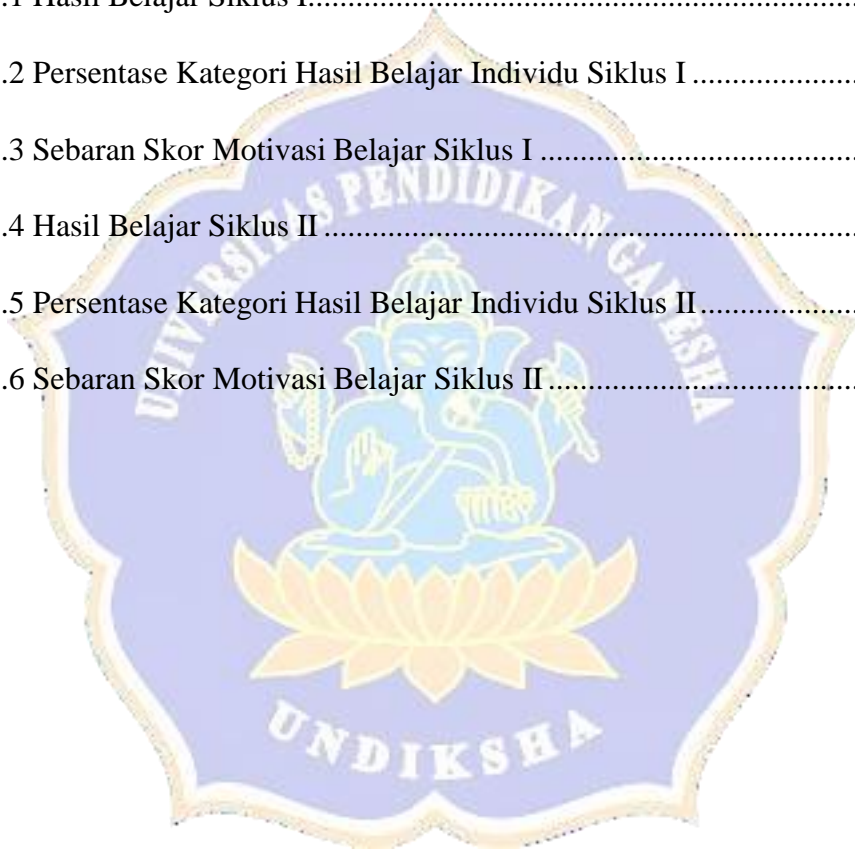 .1 Hasil Belajar Siklus I
.2 Persentase Kategori Hasil Belajar Individu Siklus I
.3 Sebaran Skor Motivasi Belajar Siklus I
.4 Hasil Belajar Siklus II
.5 Persentase Kategori Hasil Belajar Individu Siklus II
.6 Sebaran Skor Motivasi Belajar Siklus II
UNIVERSITAS PENDIDIKAN GANESHA
UNDIKSHA